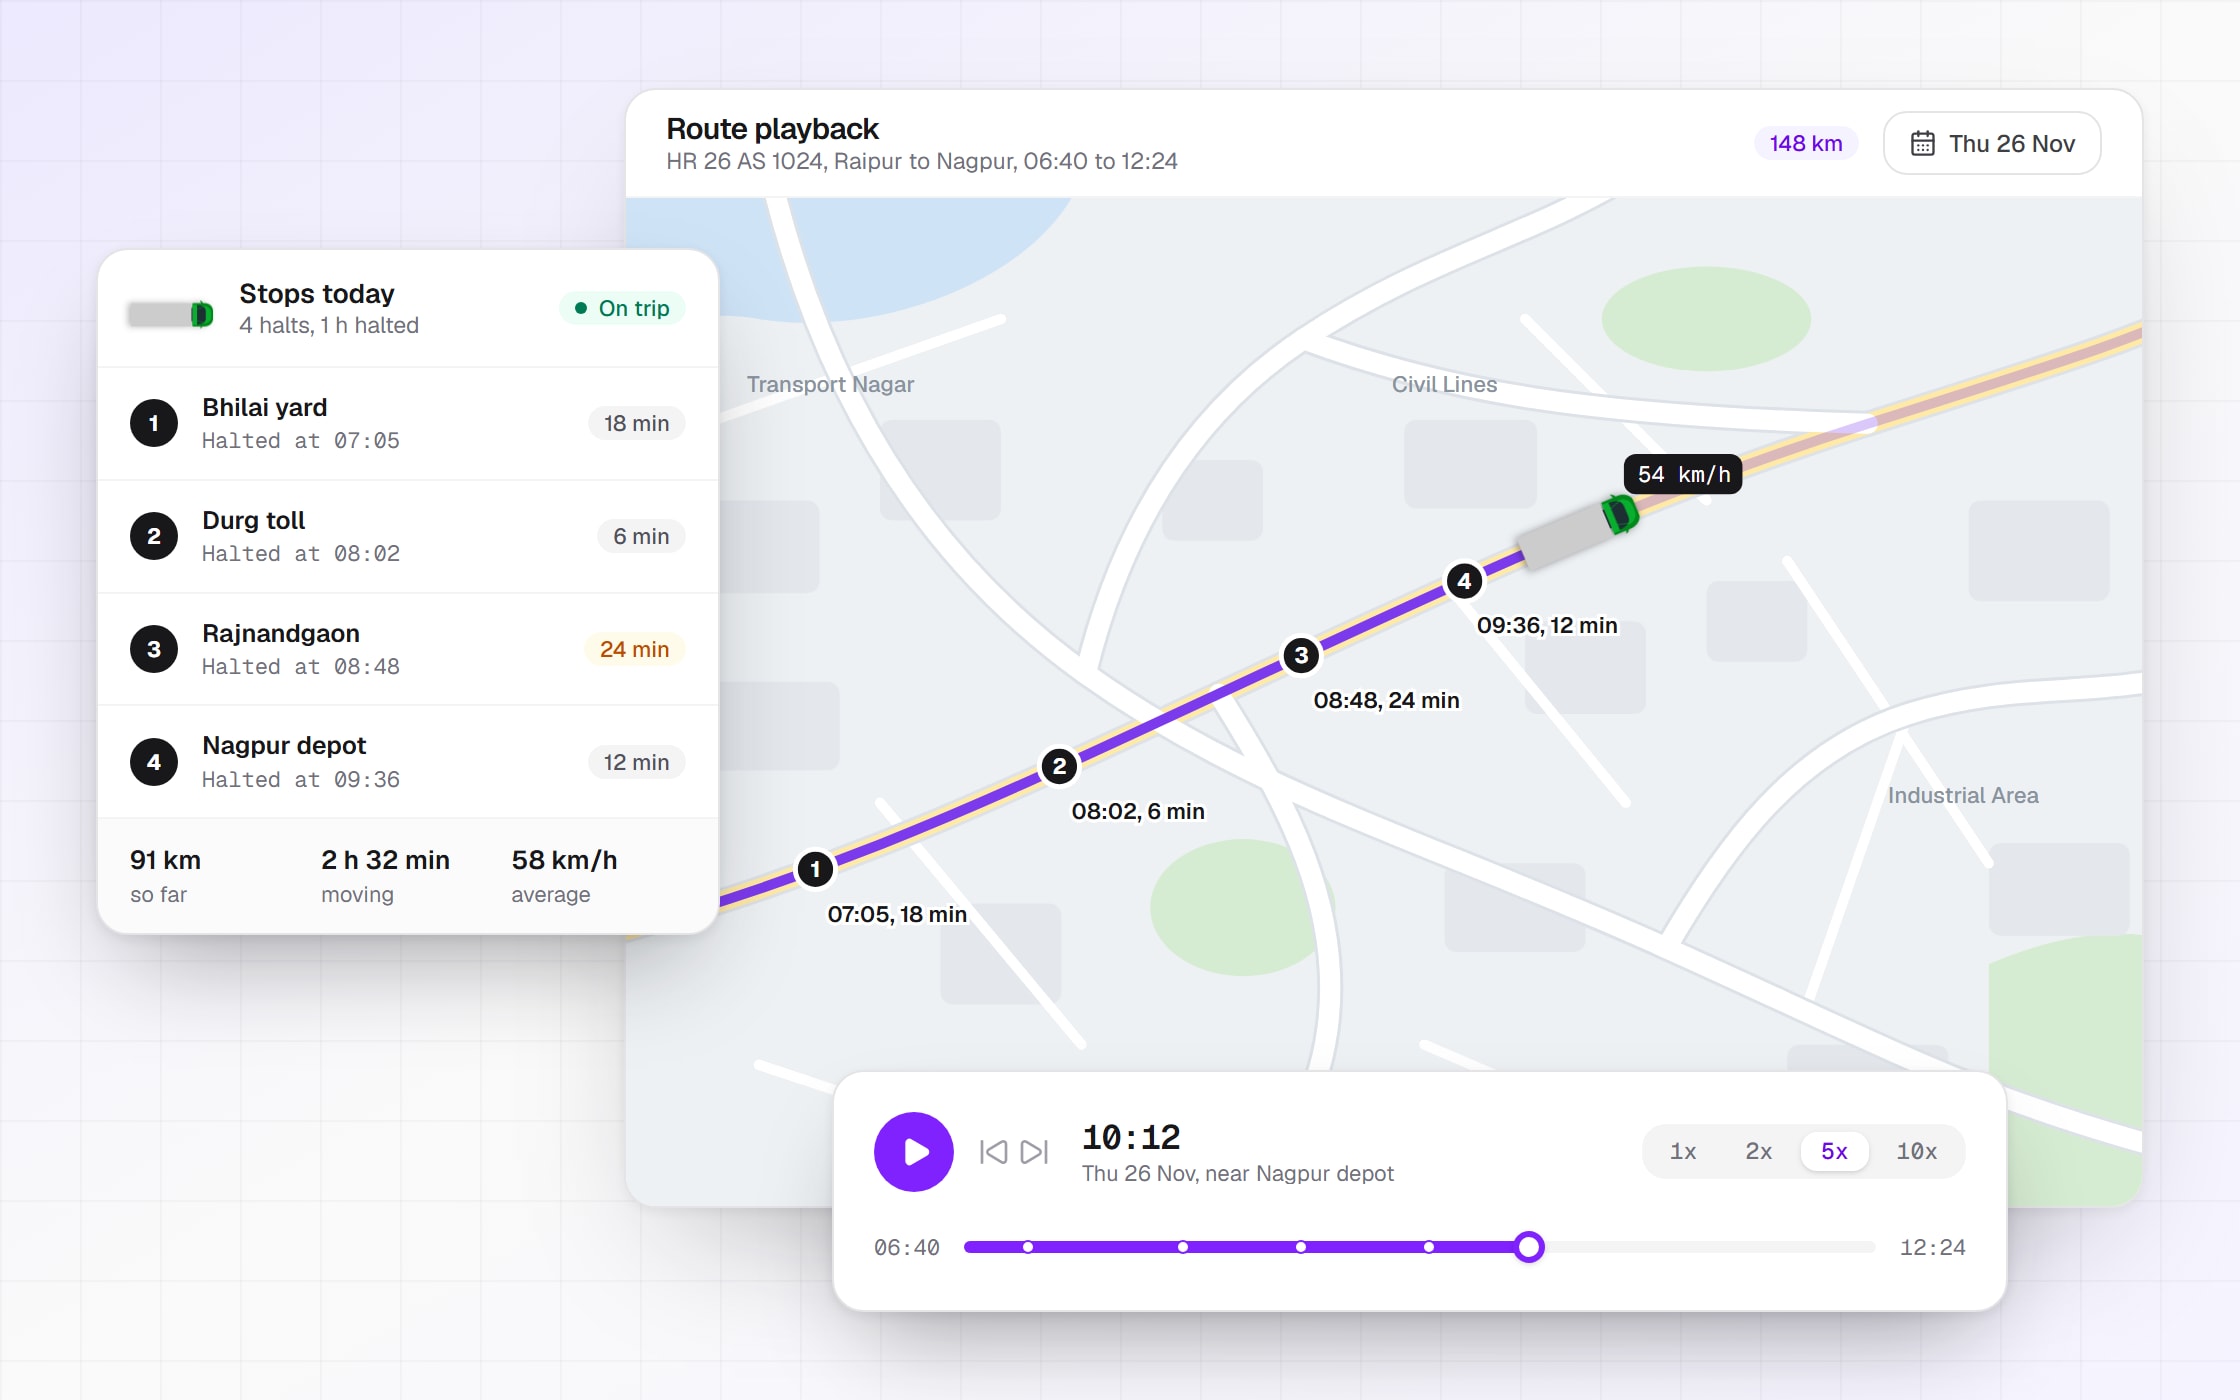 Route playback
HR 26 AS 1024, Raipur to Nagpur, 06:40 to 12:24
148 km
Thu 26 Nov
Stops today
4 halts, 1 h halted
On trip
1
Bhilai yard
Halted at 07:05
18 min
2
Durg toll
Halted at 08:02
6 min
3
Rajnandgaon
Halted at 08:48
24 min
4
Nagpur depot
Halted at 09:36
12 min
91 km
so far
2 h 32 min
moving
58 km/h
average
Transport Nagar
Civil Lines
54 km/h
4
09:36, 12 min
3
08:48, 24 min
2
08:02, 6 min
Industrial Area
1
07:05, 18 min
10:12
Thu 26 Nov, near Nagpur depot
1x
2x
5x
10x
06:40
12:24